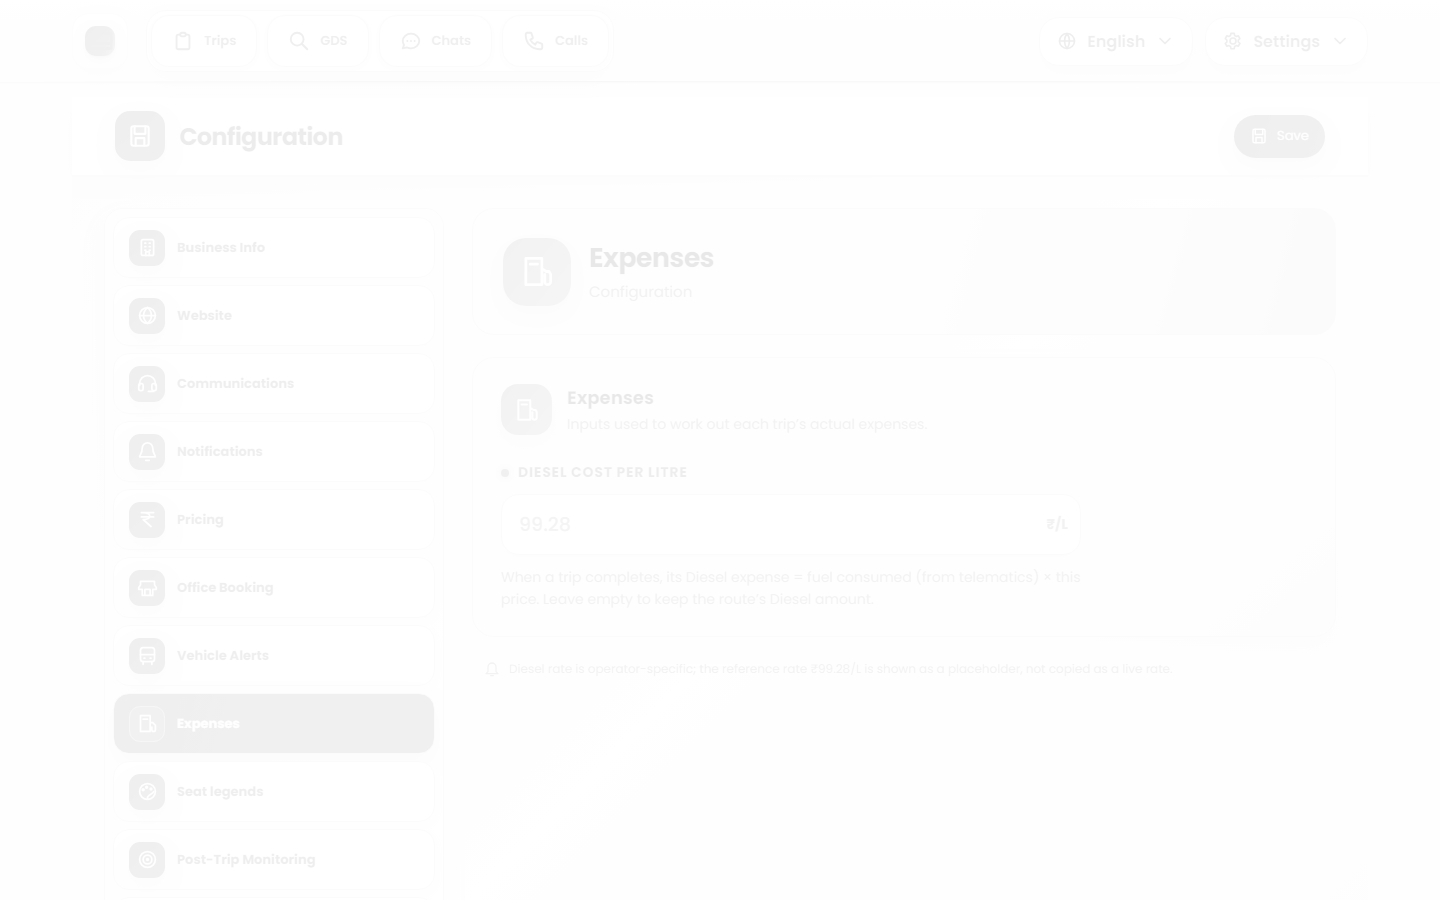 Trips
GDS
Chats
Calls
English
Settings
Configuration
Save
Business Info
Website
Communications
Notifications
Pricing
Office Booking
Vehicle Alerts
Expenses
Seat legends
Post-Trip Monitoring
Expenses
Configuration
Expenses
Inputs used to work out each trip's actual expenses.
DIESEL COST PER LITRE
99.28 ₹/L
When a trip completes, its Diesel expense = fuel consumed (from telematics) × this
price. Leave empty to keep the route's Diesel amount.
Diesel rate is operator-specific; the reference rate ₹99.28/L is shown as a placeholder, not copied as a live rate.